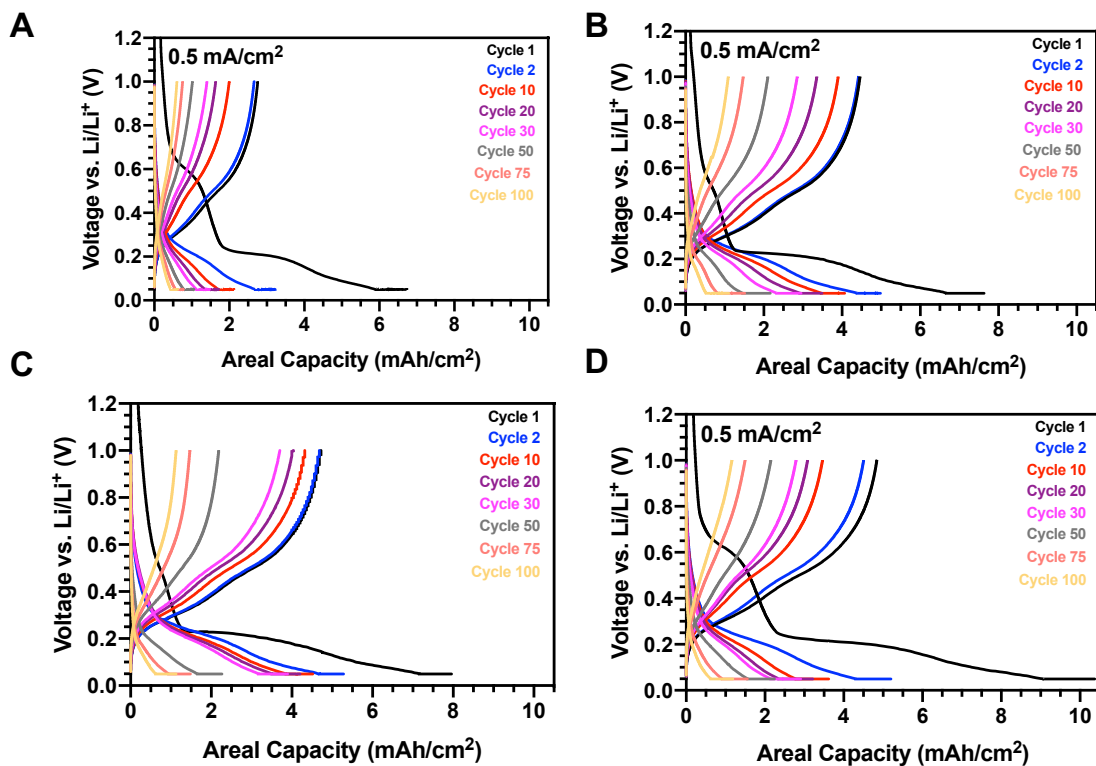 A
Voltage vs. Li/Li⁺ (V)
1.2
1.0
0.8
0.6
0.4
0.2
0.0
0.5 mA/cm²
Cycle 1
Cycle 2
Cycle 10
Cycle 20
Cycle 30
Cycle 50
Cycle 75
Cycle 100
0 2 4 6 8 10
Areal Capacity (mAh/cm²)
B
Voltage vs. Li/Li⁺ (V)
1.2
1.0
0.8
0.6
0.4
0.2
0.0
Cycle 1
Cycle 2
Cycle 10
Cycle 20
Cycle 30
Cycle 50
Cycle 75
Cycle 100
0 2 4 6 8 10
Areal Capacity (mAh/cm²)
C
Voltage vs. Li/Li⁺ (V)
1.2
1.0
0.8
0.6
0.4
0.2
0.0
Cycle 1
Cycle 2
Cycle 10
Cycle 20
Cycle 30
Cycle 50
Cycle 75
Cycle 100
0 2 4 6 8 10
Areal Capacity (mAh/cm²)
D
Voltage vs. Li/Li⁺ (V)
1.2
1.0
0.8
0.6
0.4
0.2
0.0
0.5 mA/cm²
Cycle 1
Cycle 2
Cycle 10
Cycle 20
Cycle 30
Cycle 50
Cycle 75
Cycle 100
0 2 4 6 8 10
Areal Capacity (mAh/cm²)